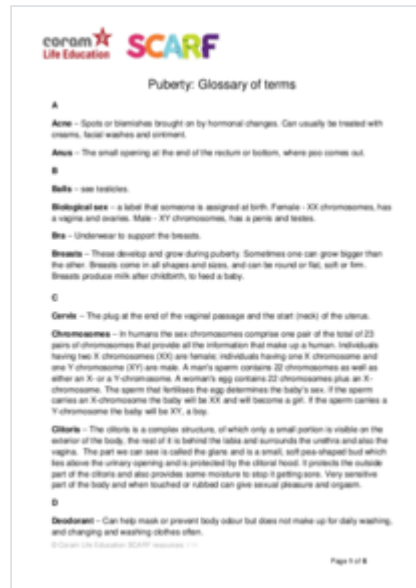 coram
Life Education
SCARF
Puberty: Glossary of terms
A
Acne – Spots or blemishes brought on by hormonal changes. Can usually be treated with
creams, facial washes and ointment.
Anus – The small opening at the end of the rectum or bottom, where poo comes out.
B
Balls – see testicles.
Biological sex – a label that someone is assigned at birth. Female - XX chromosomes, has
a vagina and ovaries. Male - XY chromosomes, has a penis and testes.
Bra – Underwear to support the breasts.
Breasts – These develop and grow during puberty. Sometimes one can grow bigger than
the other. Breasts come in all shapes and sizes, and can be round or flat, soft or firm.
Breasts produce milk after childbirth, to feed a baby.
C
Cervix – The plug at the end of the vaginal passage and the start (neck) of the uterus.
Chromosomes – In humans the sex chromosomes comprise one pair of the total of 23
pairs of chromosomes that provide all the information that make up a human. Individuals
having two X chromosomes (XX) are female; individuals having one X chromosome and
one Y chromosome (XY) are male. A man's sperm contains 22 chromosomes as well as
either an X- or a Y-chromosome. A woman's egg contains 22 chromosomes plus an X-
chromosome. The sperm that fertilises the egg determines the baby's sex. If the sperm
carries an X-chromosome the baby will be XX and will become a girl. If the sperm carries a
Y-chromosome the baby will be XY, a boy.
Clitoris – The clitoris is a complex structure, of which only a small portion is visible on the
exterior of the body, the rest of it is behind the labia and surrounds the urethra and also the
vagina. The part we can see is called the glans and is a small, soft pea-shaped bud which
lies above the urinary opening and is protected by the clitoral hood. It protects the outside
part of the clitoris and also provides some moisture to stop it getting sore. Very sensitive
part of the body and when touched or rubbed can give sexual pleasure and orgasm.
D
Deodorant – Can help mask or prevent body odour but does not make up for daily washing,
and changing and washing clothes often.
© Coram Life Education SCARF resources
Page 1 of 6